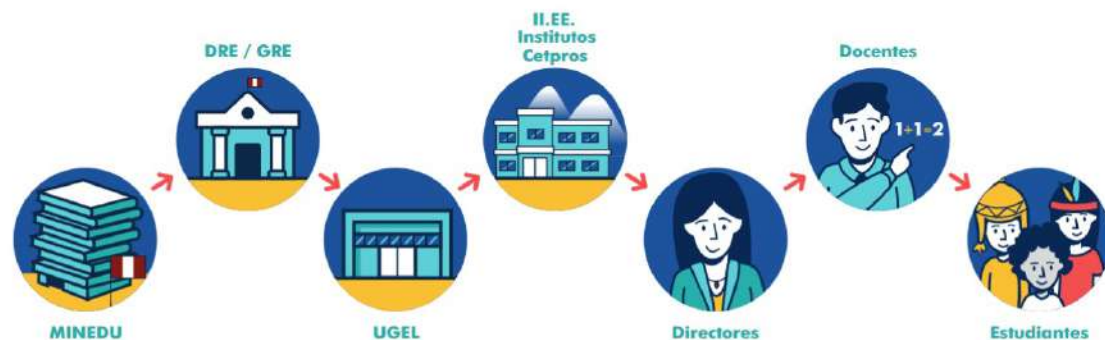 MINEDU
DRE / GRE
UGEL
II.EE.
Institutos
Cetpros
Directores
Docentes
1+1=2
Estudiantes